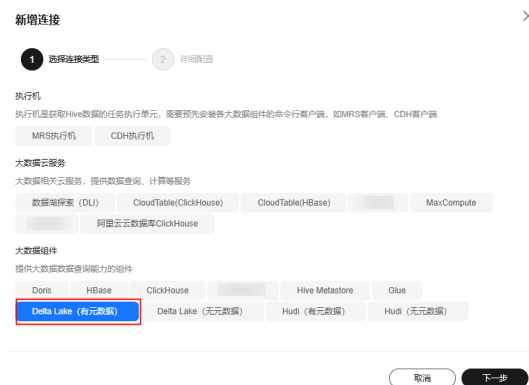 新增连接
1 选择连接类型 2 详细配置
执行机
执行机是获取Hive数据的任务执行单元，需要预先安装各大数据组件的命令行客户端，如MRS客户端、CDH客户端
MRS执行机 CDH执行机
大数据云服务
大数据相关云服务，提供数据查询、计算等服务
数据湖探索（DLI） CloudTable(ClickHouse) CloudTable(HBase) MaxCompute
阿里云云数据库ClickHouse
大数据组件
提供大数据数据查询能力的组件
Doris HBase ClickHouse Hive Metastore Glue
Delta Lake（有元数据） Delta Lake（无元数据） Hudi（有元数据） Hudi（无元数据）
取消 下一步